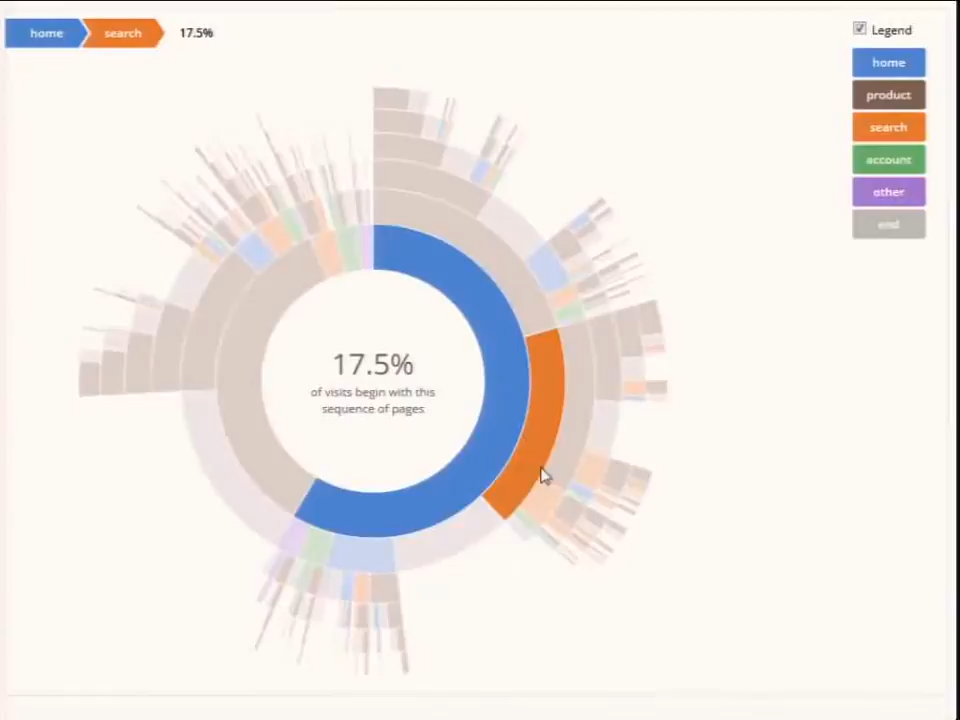 home
search
17.5%
Legend
home
product
search
account
other
end
17.5%
of visits begin with this
sequence of pages